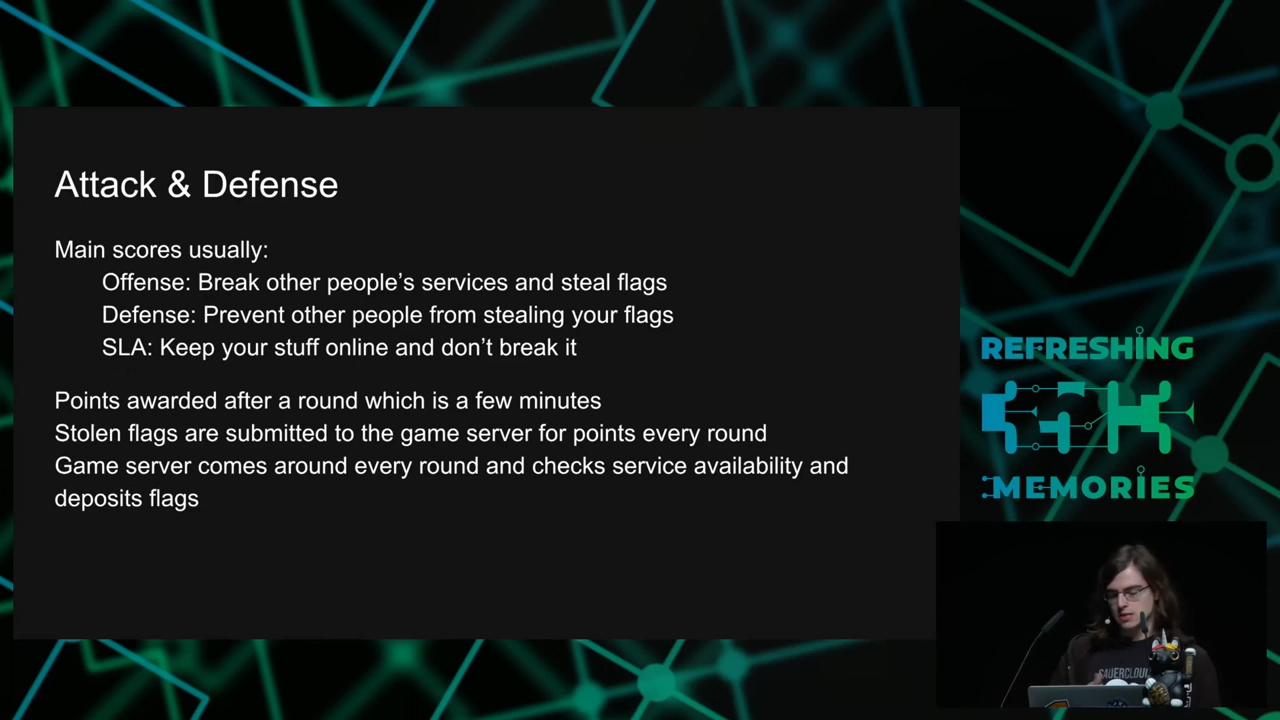 Attack & Defense
Main scores usually:
Offense: Break other people’s services and steal flags
Defense: Prevent other people from stealing your flags
SLA: Keep your stuff online and don’t break it
Points awarded after a round which is a few minutes
Stolen flags are submitted to the game server for points every round
Game server comes around every round and checks service availability and
deposits flags
REFRESHING
MEMORIES
SAUERCLOUD